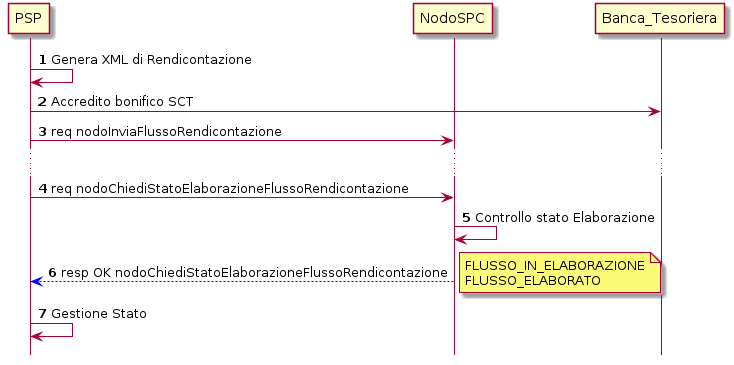 PSP
NodoSPC
Banca_Tesoriera
1 Genera XML di Rendicontazione
2 Accredito bonifico SCT
3 req nodoInviaFlussoRendicontazione
4 req nodoChiediStatoElaborazioneFlussoRendicontazione
5 Controllo stato Elaborazione
6 resp OK nodoChiediStatoElaborazioneFlussoRendicontazione
FLUSSO_IN_ELABORAZIONE
FLUSSO_ELABORATO
7 Gestione Stato